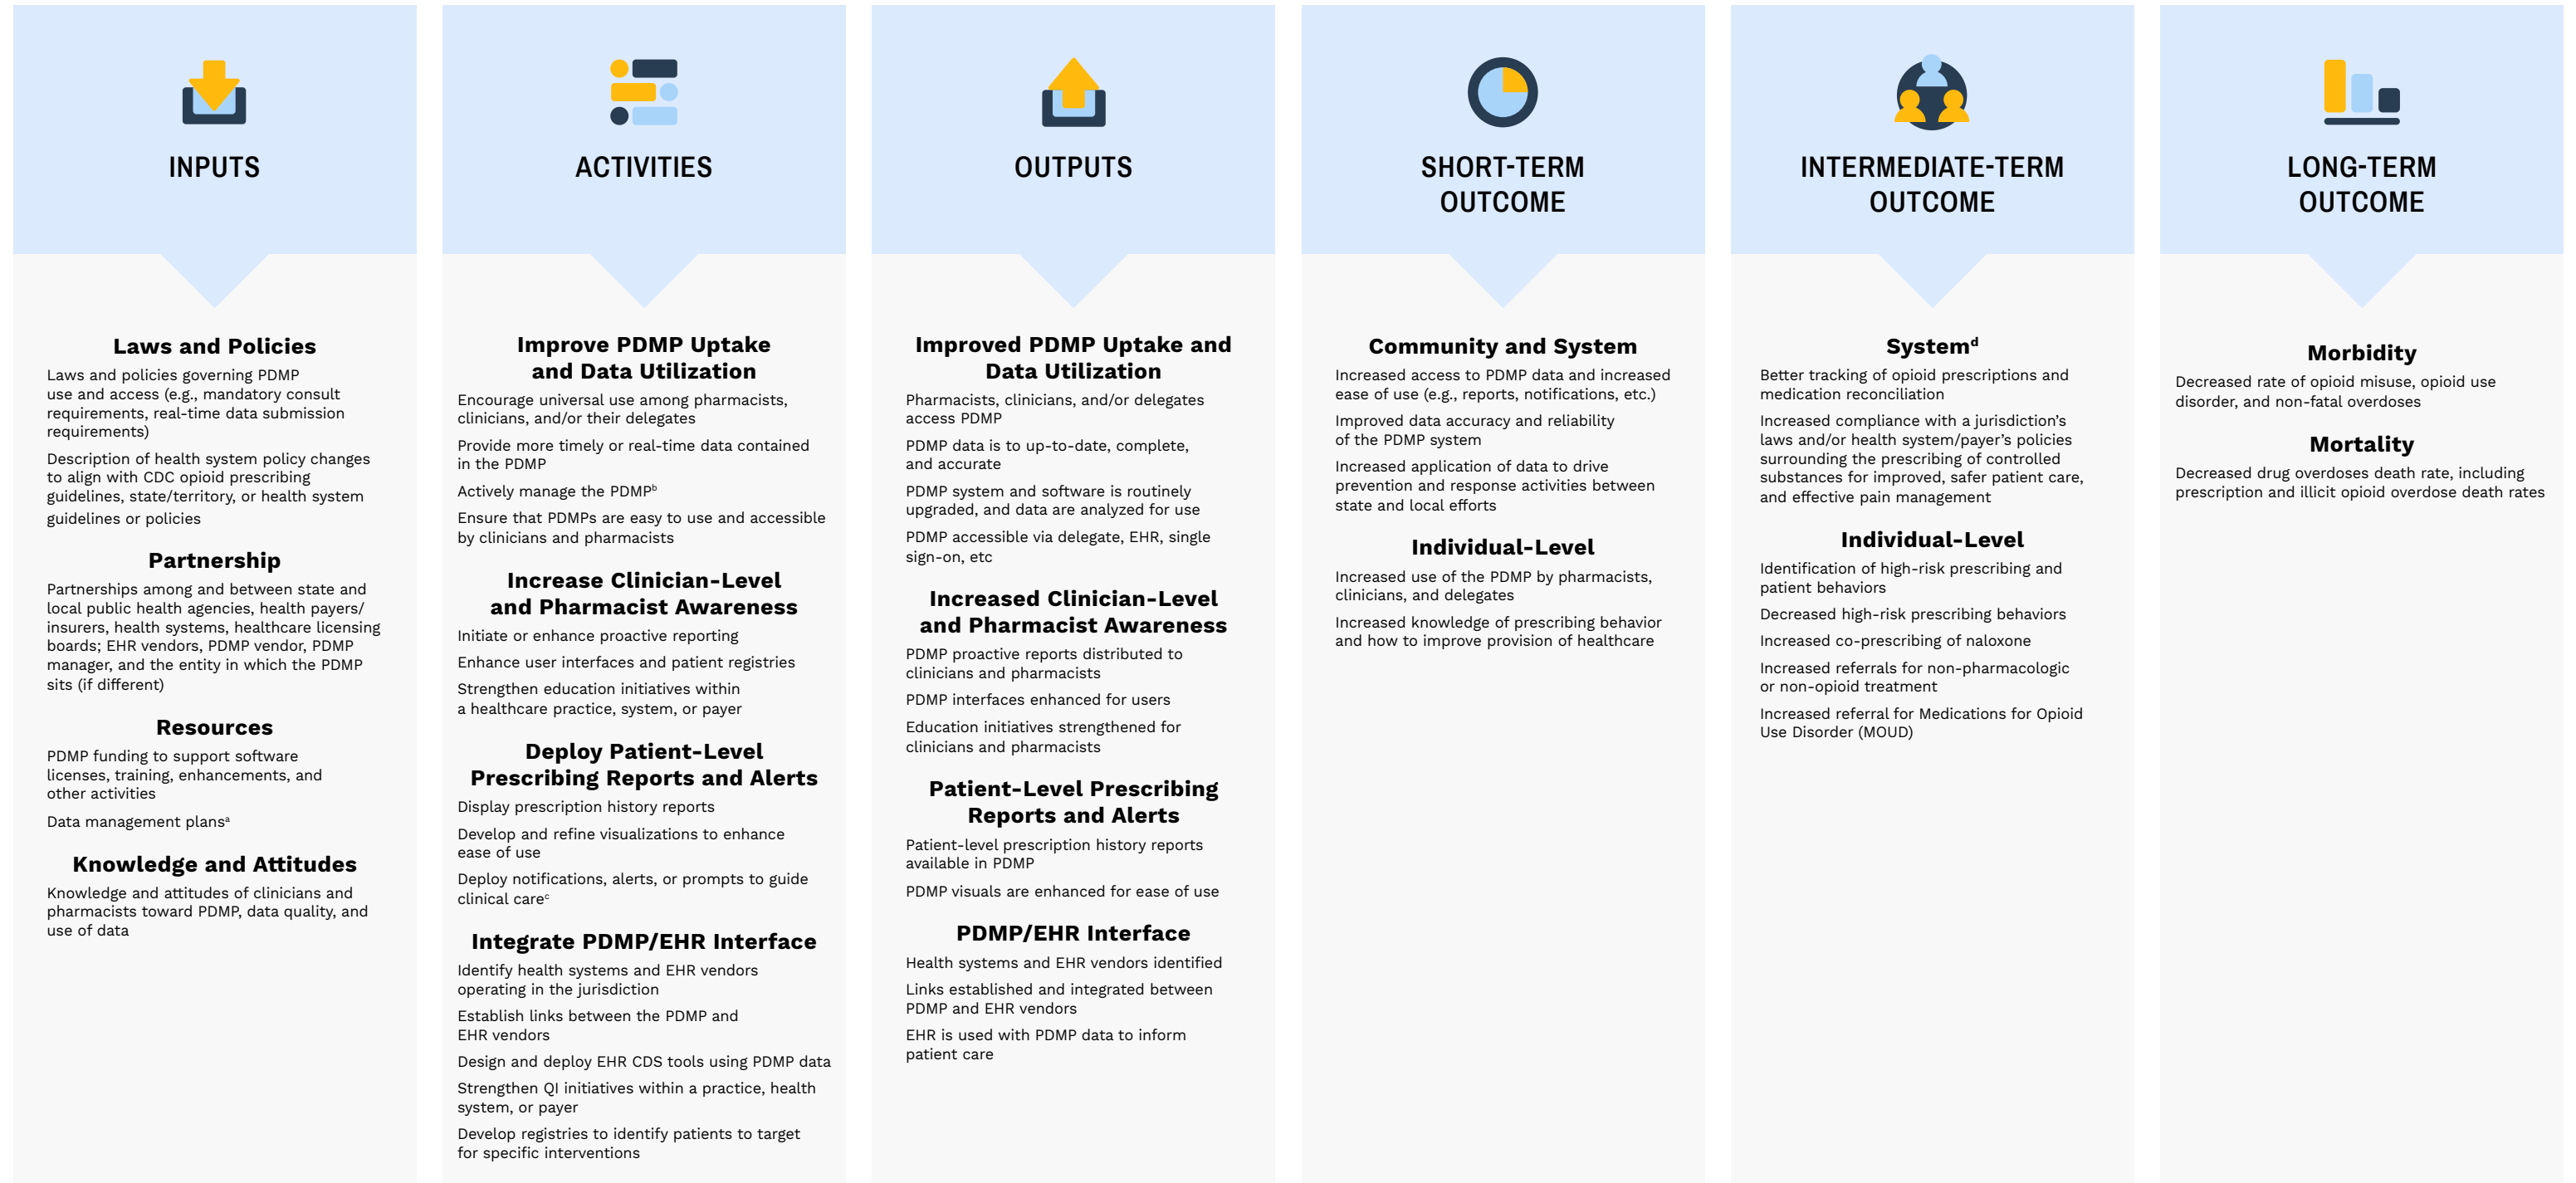 INPUTS
Laws and Policies
Laws and policies governing PDMP
use and access (e.g., mandatory consult
requirements, real-time data submission
requirements)
Description of health system policy changes
to align with CDC opioid prescribing
guidelines, state/territory, or health system
guidelines or policies
Partnership
Partnerships among and between state and
local public health agencies, health payers/
insurers, health systems, healthcare licensing
boards; EHR vendors, PDMP vendor, PDMP
manager, and the entity in which the PDMP
sits (if different)
Resources
PDMP funding to support software
licenses, training, enhancements, and
other activities
Data management plansᵃ
Knowledge and Attitudes
Knowledge and attitudes of clinicians and
pharmacists toward PDMP, data quality, and
use of data
ACTIVITIES
Improve PDMP Uptake
and Data Utilization
Encourage universal use among pharmacists,
clinicians, and/or their delegates
Provide more timely or real-time data contained
in the PDMP
Actively manage the PDMPᵇ
Ensure that PDMPs are easy to use and accessible
by clinicians and pharmacists
Increase Clinician-Level
and Pharmacist Awareness
Initiate or enhance proactive reporting
Enhance user interfaces and patient registries
Strengthen education initiatives within
a healthcare practice, system, or payer
Deploy Patient-Level
Prescribing Reports and Alerts
Display prescription history reports
Develop and refine visualizations to enhance
ease of use
Deploy notifications, alerts, or prompts to guide
clinical careᶜ
Integrate PDMP/EHR Interface
Identify health systems and EHR vendors
operating in the jurisdiction
Establish links between the PDMP and
EHR vendors
Design and deploy EHR CDS tools using PDMP data
Strengthen QI initiatives within a practice, health
system, or payer
Develop registries to identify patients to target
for specific interventions
OUTPUTS
Improved PDMP Uptake and
Data Utilization
Pharmacists, clinicians, and/or delegates
access PDMP
PDMP data is to up-to-date, complete,
and accurate
PDMP system and software is routinely
upgraded, and data are analyzed for use
PDMP accessible via delegate, EHR, single
sign-on, etc
Increased Clinician-Level
and Pharmacist Awareness
PDMP proactive reports distributed to
clinicians and pharmacists
PDMP interfaces enhanced for users
Education initiatives strengthened for
clinicians and pharmacists
Patient-Level Prescribing
Reports and Alerts
Patient-level prescription history reports
available in PDMP
PDMP visuals are enhanced for ease of use
PDMP/EHR Interface
Health systems and EHR vendors identified
Links established and integrated between
PDMP and EHR vendors
EHR is used with PDMP data to inform
patient care
SHORT-TERM
OUTCOME
Community and System
Increased access to PDMP data and increased
ease of use (e.g., reports, notifications, etc.)
Improved data accuracy and reliability
of the PDMP system
Increased application of data to drive
prevention and response activities between
state and local efforts
Individual-Level
Increased use of the PDMP by pharmacists,
clinicians, and delegates
Increased knowledge of prescribing behavior
and how to improve provision of healthcare
INTERMEDIATE-TERM
OUTCOME
Systemᵈ
Better tracking of opioid prescriptions and
medication reconciliation
Increased compliance with a jurisdiction’s
laws and/or health system/payer’s policies
surrounding the prescribing of controlled
substances for improved, safer patient care,
and effective pain management
Individual-Level
Identification of high-risk prescribing and
patient behaviors
Decreased high-risk prescribing behaviors
Increased co-prescribing of naloxone
Increased referrals for non-pharmacologic
or non-opioid treatment
Increased referral for Medications for Opioid
Use Disorder (MOUD)
LONG-TERM
OUTCOME
Morbidity
Decreased rate of opioid misuse, opioid use
disorder, and non-fatal overdoses
Mortality
Decreased drug overdoses death rate, including
prescription and illicit opioid overdose death rates